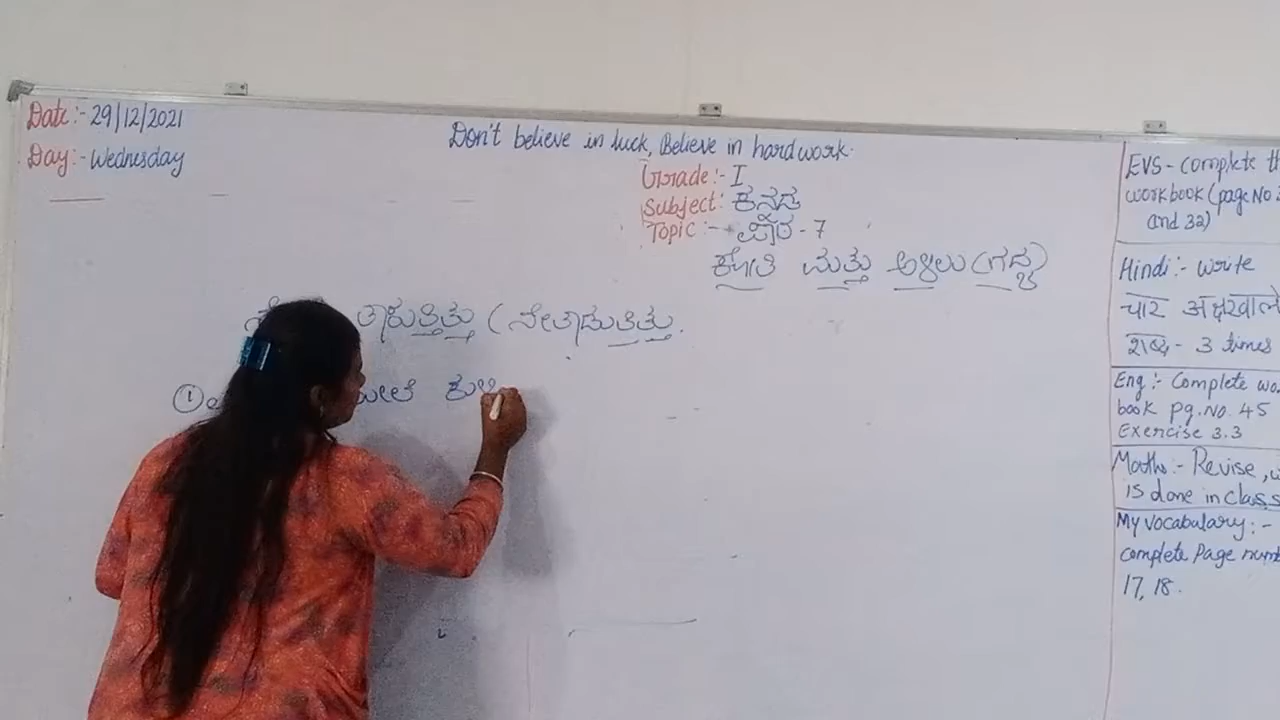 Date:- 29/12/2021
Day:- Wednesday
Don't believe in luck, Believe in hardwork.
Grade:- I
Subject: ಕನ್ನಡ
Topic:- ಪಾಠ - 7
ಕೋತಿ ಮತ್ತು ಅಳಿಲು (ಗದ್ಯ)
ತಾಕುತ್ತಿತ್ತು (ನೇತಾಡುತ್ತಿತ್ತು.
①
EVS - complete
workbook (page No
and 32)
Hindi:- write
चार अक्षरवाले
शब्द - 3 times
Eng:- Complete
book pg.No. 45
Exercise 3.3
Maths:- Revise,
is done in class
My vocabulary:-
complete Page
17, 18.